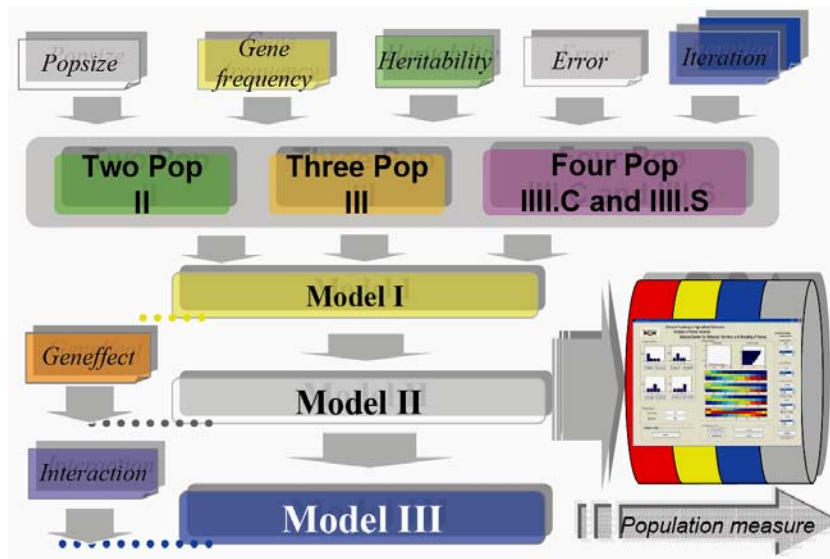 Popsize
Gene
frequency
Heritability
Error
Iteration
Two Pop
II
Three Pop
III
Four Pop
IIII.C and IIII.S
Model I
Geneffect
Model II
Interaction
Model III
Population measure